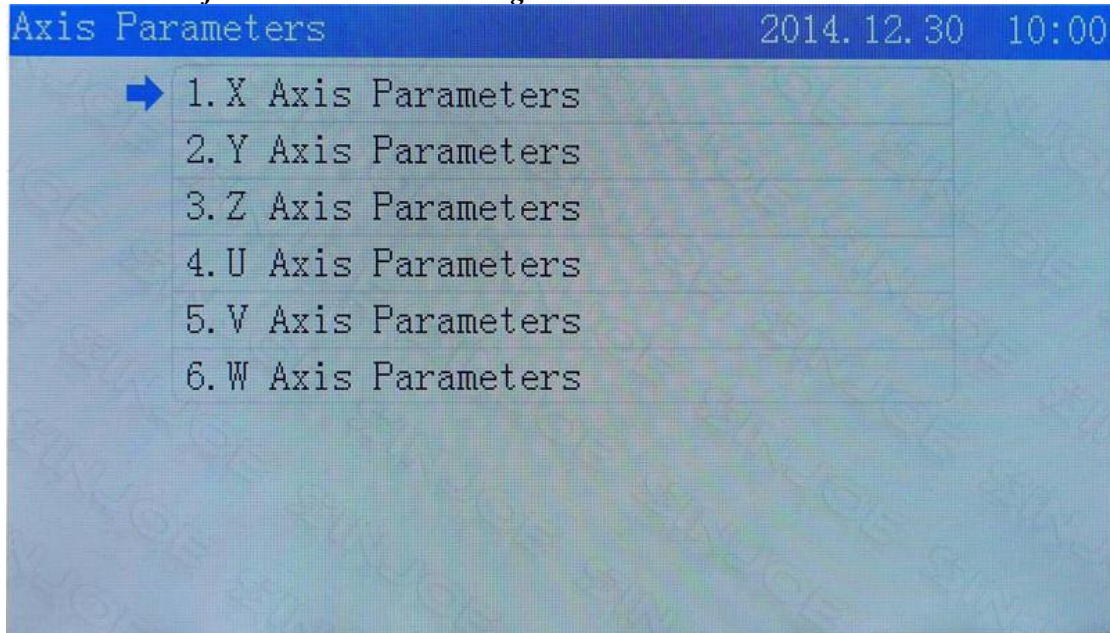 Axis Parameters 2014.12.30 10:00
1.X Axis Parameters
2.Y Axis Parameters
3.Z Axis Parameters
4.U Axis Parameters
5.V Axis Parameters
6.W Axis Parameters